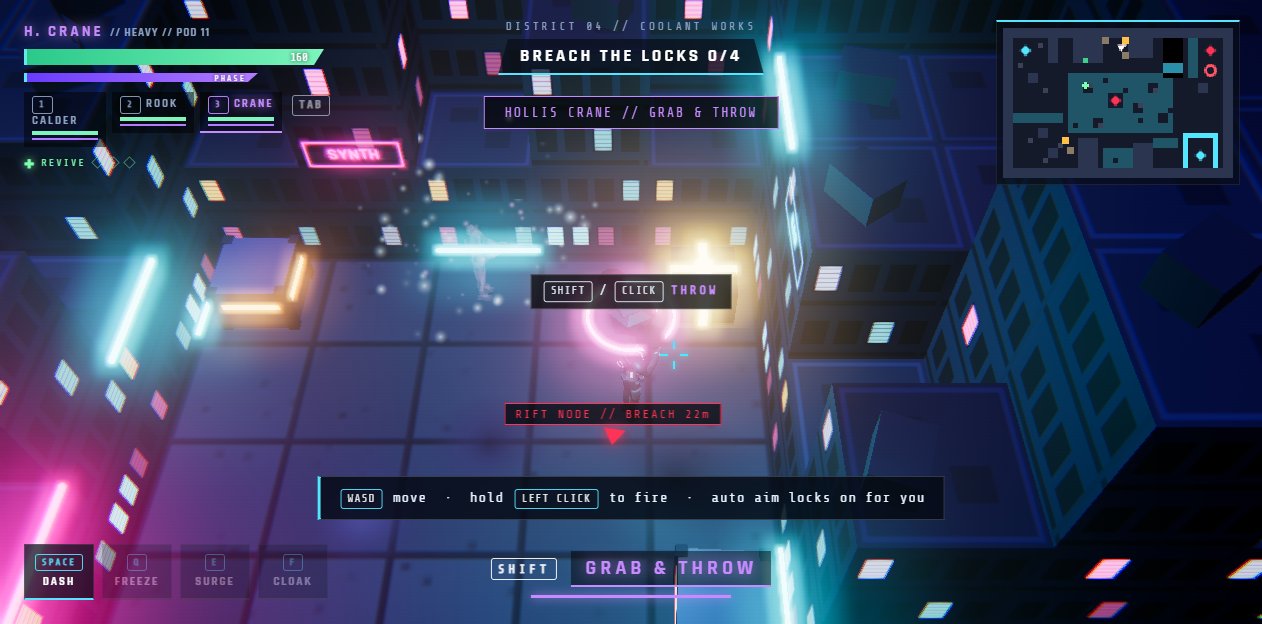 H. CRANE // HEAVY // POD 11
160
PHASE
1 CALDER
2 ROOK
3 CRANE
TAB
REVIVE
DISTRICT 04 // COOLANT WORKS
BREACH THE LOCKS 0/4
HOLLIS CRANE // GRAB & THROW
SYNTH
SHIFT / CLICK THROW
RIFT NODE // BREACH 22m
WASD move · hold LEFT CLICK to fire · auto aim locks on for you
SPACE DASH
Q FREEZE
E SURGE
F CLOAK
SHIFT GRAB & THROW